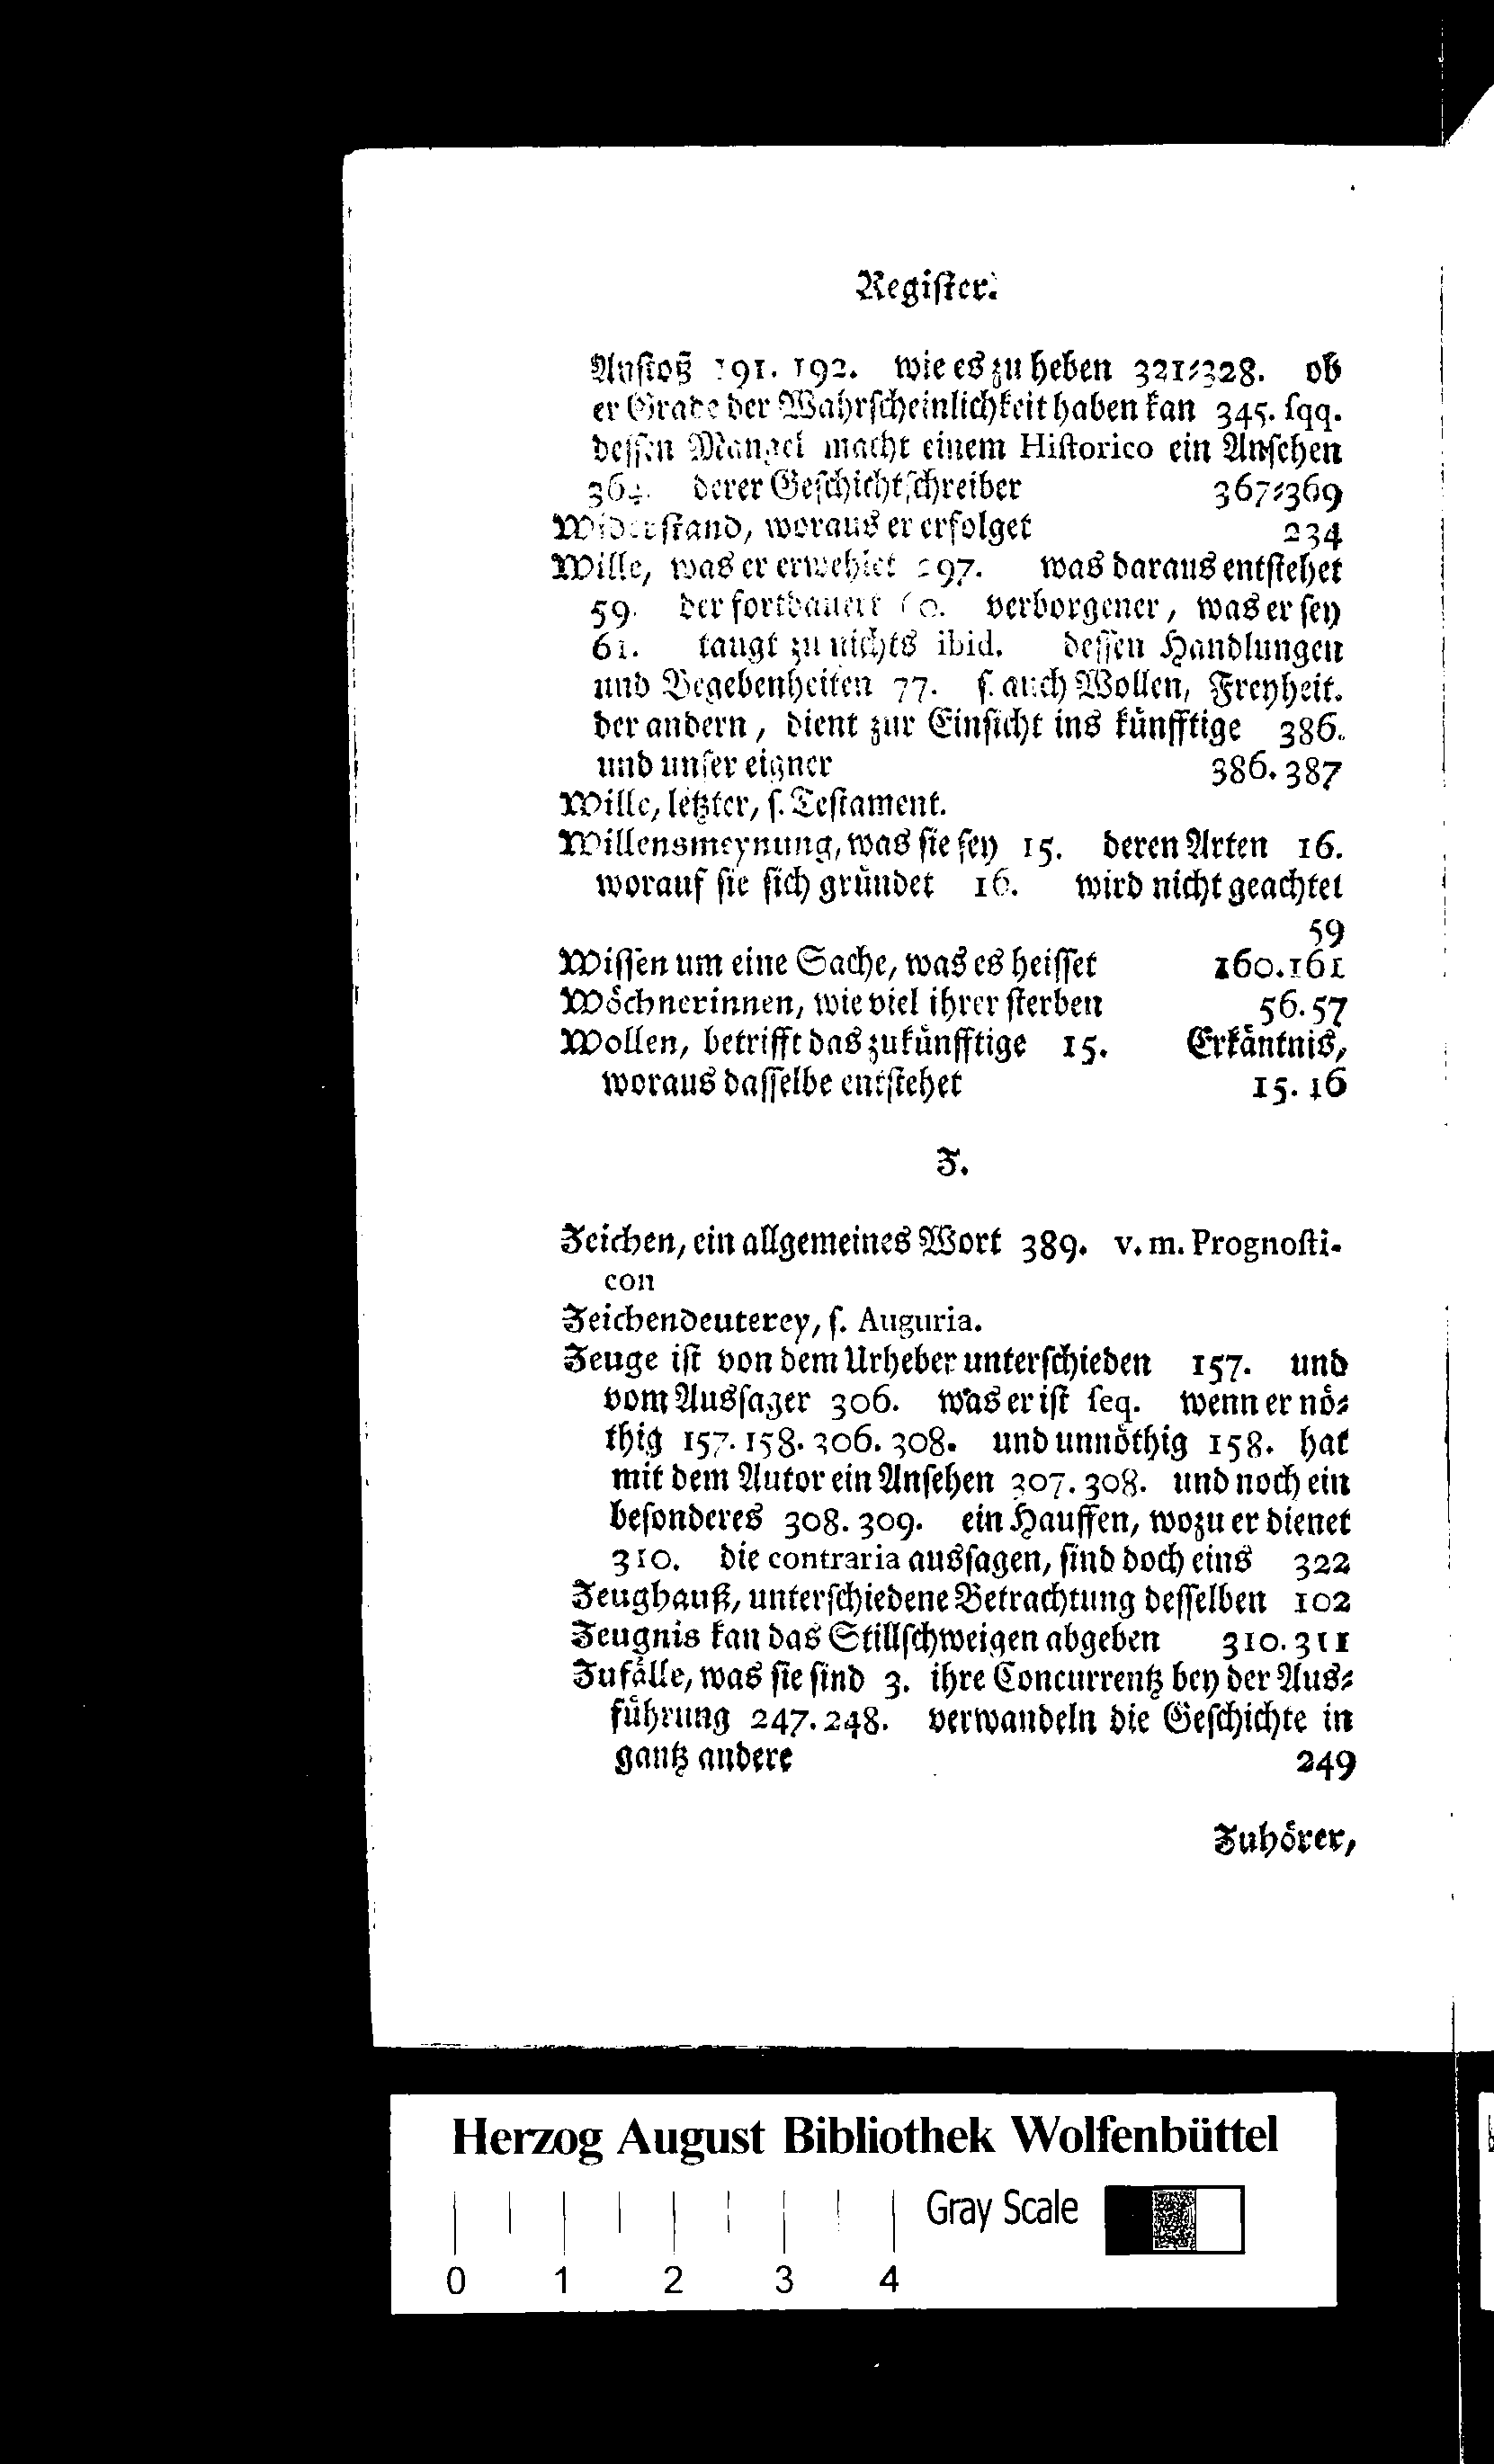 Regiſter.
Anſtoß 191. 192. wie es zu heben 321⸗328. ob
er Grade der Wahrſcheinlichkeit haben kan 345. ſqq.
deſſen Mangel macht einem Hiſtorico ein Anſehen
364. derer Geſchichtſchreiber 367⸗369
Widerſtand, woraus er erfolget 234
Wille, was er erwehlet 297. was daraus entſtehet
59. der fortdauert 60. verborgener, was er ſey
61. taugt zu nichts ibid. deſſen Handlungen
und Begebenheiten 77. ſ. auch Wollen, Freyheit.
der andern, dient zur Einſicht ins künfftige 386.
und unſer eigner 386. 387
Wille, letzter, ſ. Teſtament.
Willensmeynung, was ſie ſey 15. deren Arten 16.
worauf ſie ſich gründet 16. wird nicht geachtet
59
Wiſſen um eine Sache, was es heiſſet 160. 161
Wöchnerinnen, wie viel ihrer ſterben 56. 57
Wollen, betrifft das zukünfftige 15. Erkäntnis,
woraus daſſelbe entſtehet 15. 16
Z.
Zeichen, ein allgemeines Wort 389. v. m. Prognoſti-
con
Zeichendeuterey, ſ. Auguria.
Zeuge iſt von dem Urheber unterſchieden 157. und
vom Ausſager 306. was er iſt ſeq. wenn er nö⸗
thig 157. 158. 306. 308. und unnöthig 158. hat
mit dem Autor ein Anſehen 307. 308. und noch ein
beſonderes 308. 309. ein Hauffen, wozu er dienet
310. die contraria ausſagen, ſind doch eins 322
Zeughauß, unterſchiedene Betrachtung deſſelben 102
Zeugnis kan das Stillſchweigen abgeben 310. 311
Zufälle, was ſie ſind 3. ihre Concurrentz bey der Aus⸗
führung 247. 248. verwandeln die Geſchichte in
gantz andere 249
Zuhörer,
Herzog August Bibliothek Wolfenbüttel
Gray Scale
0 1 2 3 4